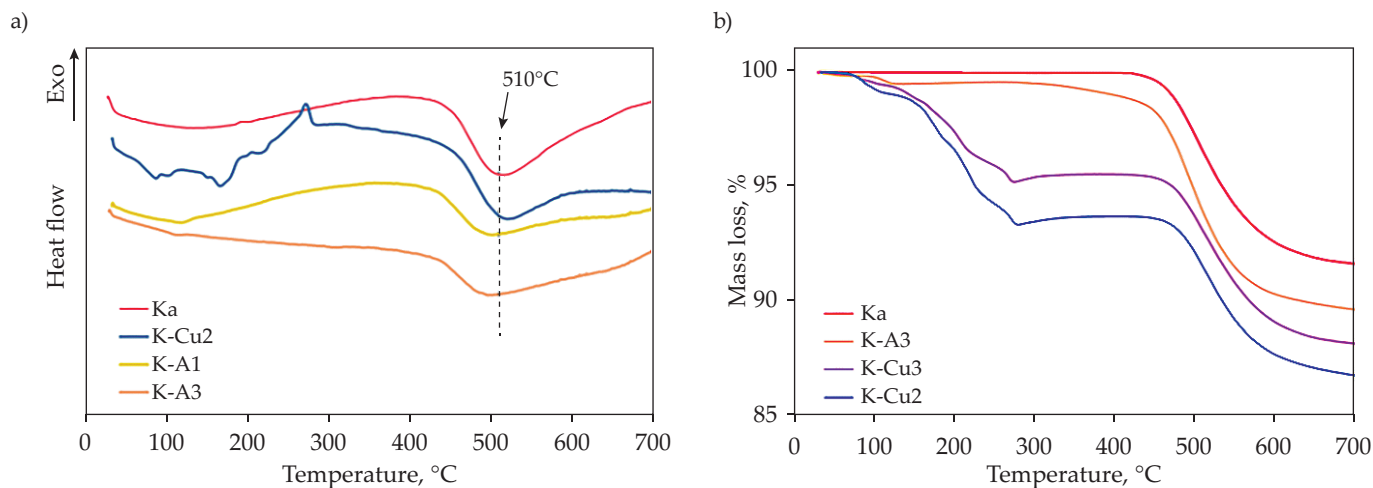 a)
Exo
Heat flow
510°C
Ka
K-Cu2
K-A1
K-A3
0 100 200 300 400 500 600 700
Temperature, °C
b)
Mass loss, %
100
95
90
85
Ka
K-A3
K-Cu3
K-Cu2
0 100 200 300 400 500 600 700
Temperature, °C